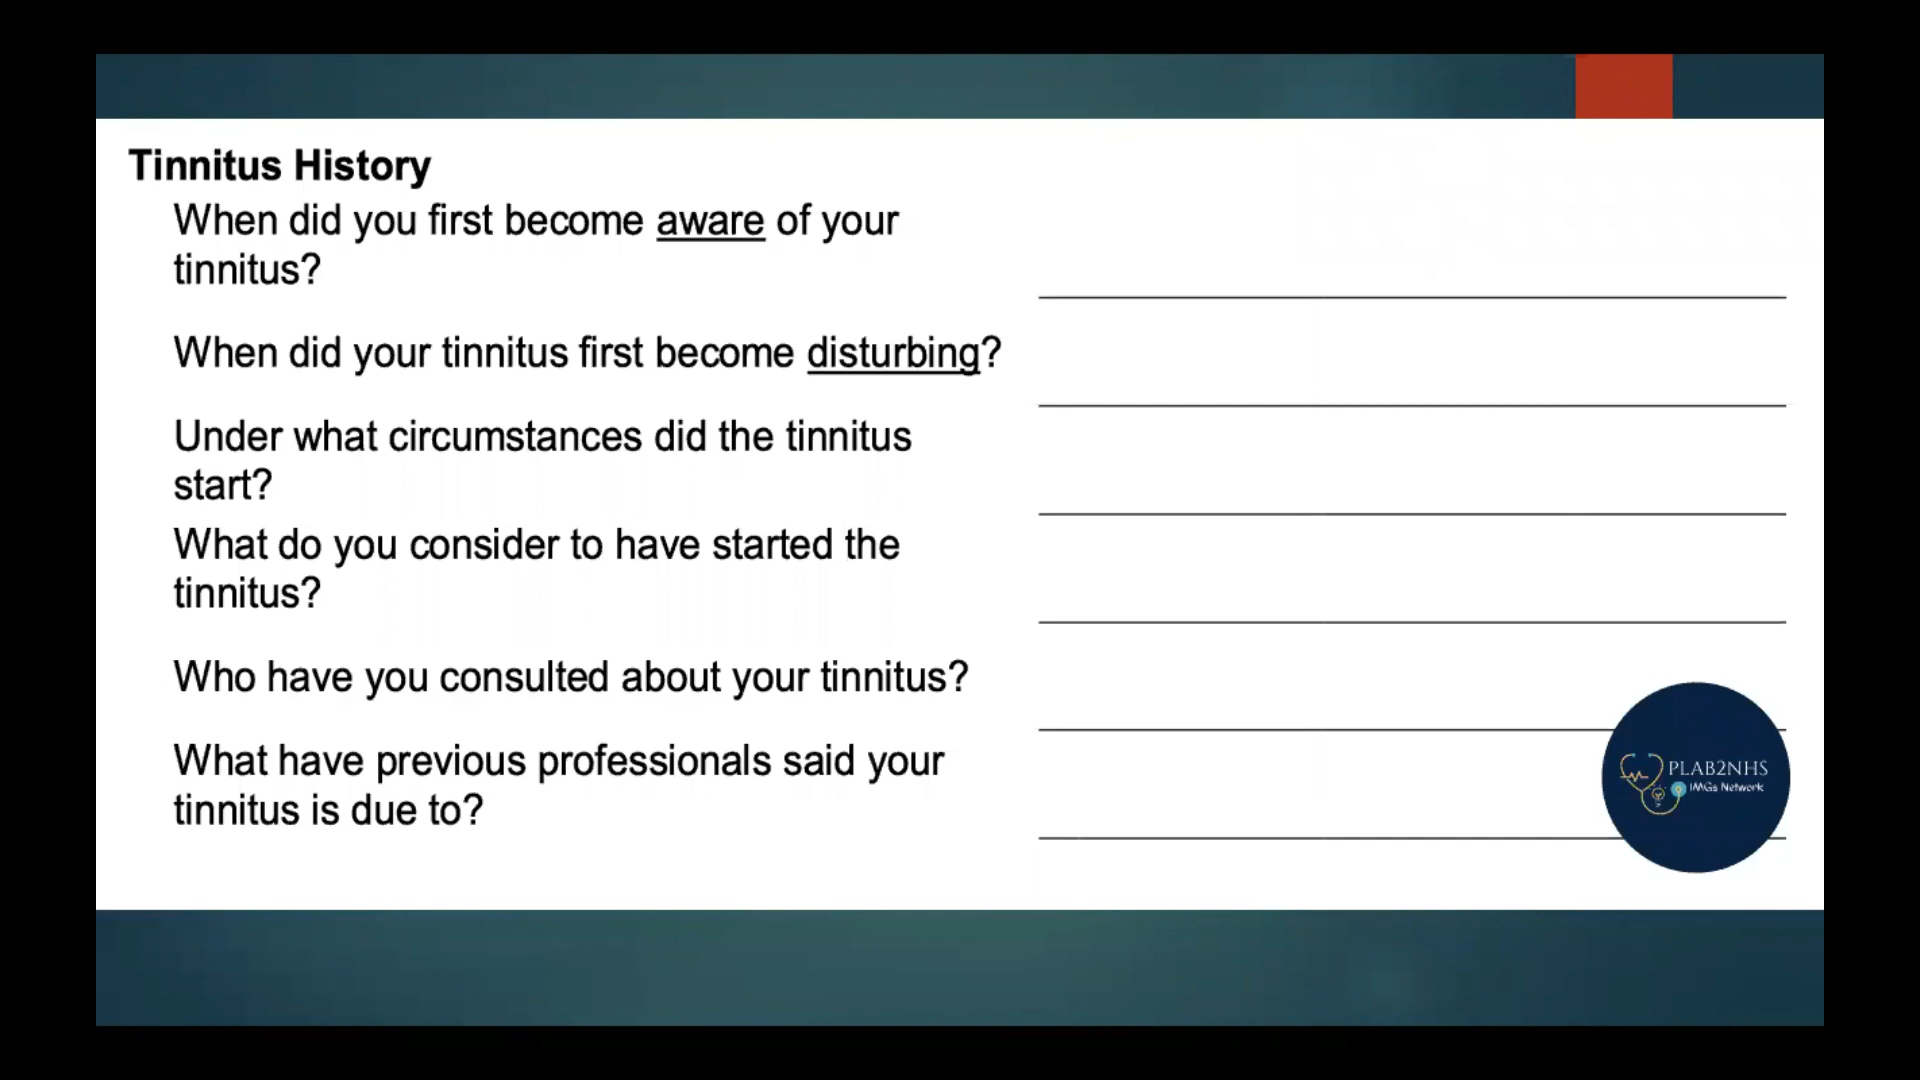 Tinnitus History
When did you first become aware of your
tinnitus?
When did your tinnitus first become disturbing?
Under what circumstances did the tinnitus
start?
What do you consider to have started the
tinnitus?
Who have you consulted about your tinnitus?
What have previous professionals said your
tinnitus is due to?
PLAB2NHS
IMGs Network